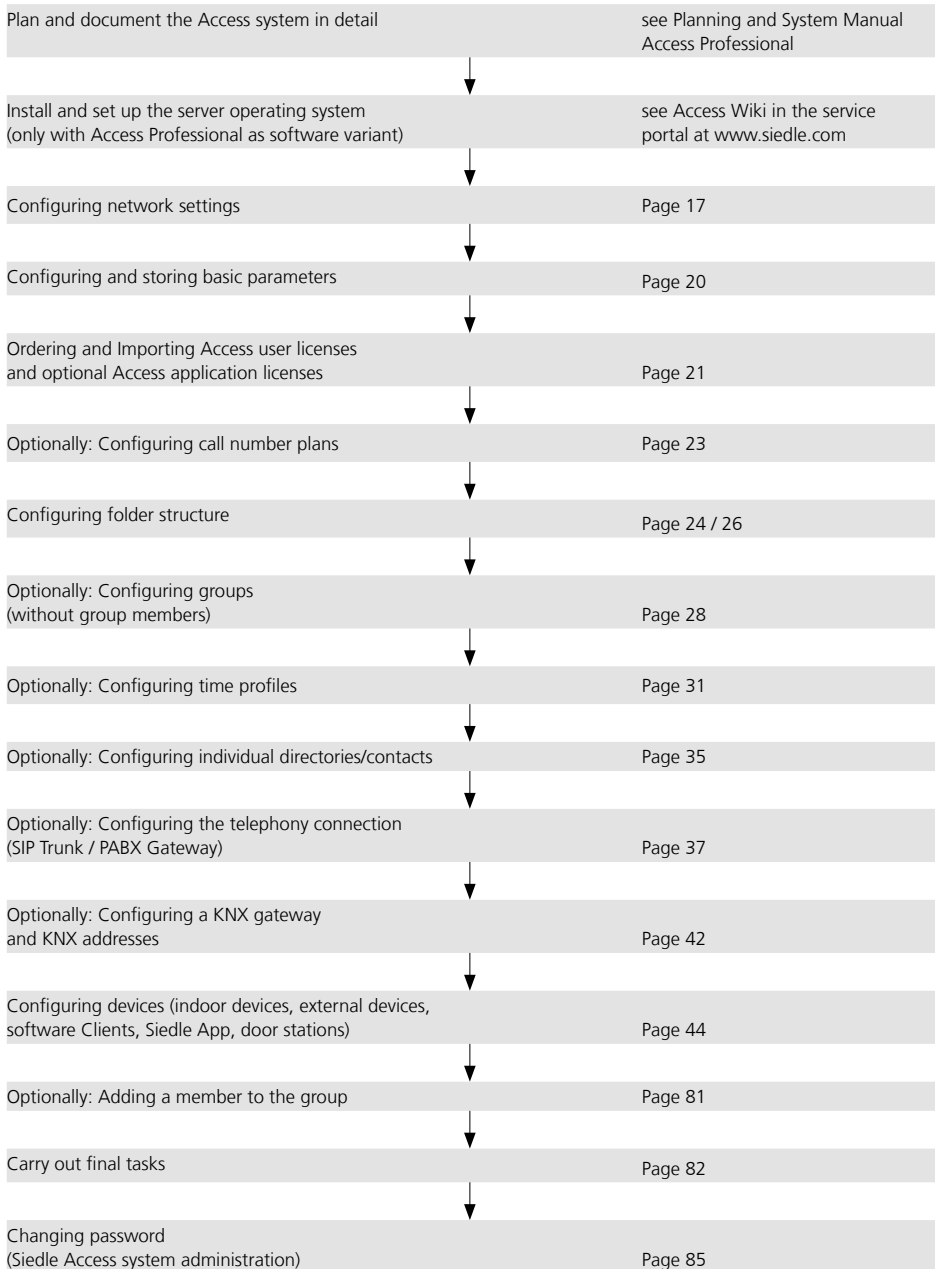 Plan and document the Access system in detail
see Planning and System Manual
Access Professional
Install and set up the server operating system
(only with Access Professional as software variant)
see Access Wiki in the service
portal at www.siedle.com
Configuring network settings
Page 17
Configuring and storing basic parameters
Page 20
Ordering and Importing Access user licenses
and optional Access application licenses
Page 21
Optionally: Configuring call number plans
Page 23
Configuring folder structure
Page 24 / 26
Optionally: Configuring groups
(without group members)
Page 28
Optionally: Configuring time profiles
Page 31
Optionally: Configuring individual directories/contacts
Page 35
Optionally: Configuring the telephony connection
(SIP Trunk / PABX Gateway)
Page 37
Optionally: Configuring a KNX gateway
and KNX addresses
Page 42
Configuring devices (indoor devices, external devices,
software Clients, Siedle App, door stations)
Page 44
Optionally: Adding a member to the group
Page 81
Carry out final tasks
Page 82
Changing password
(Siedle Access system administration)
Page 85